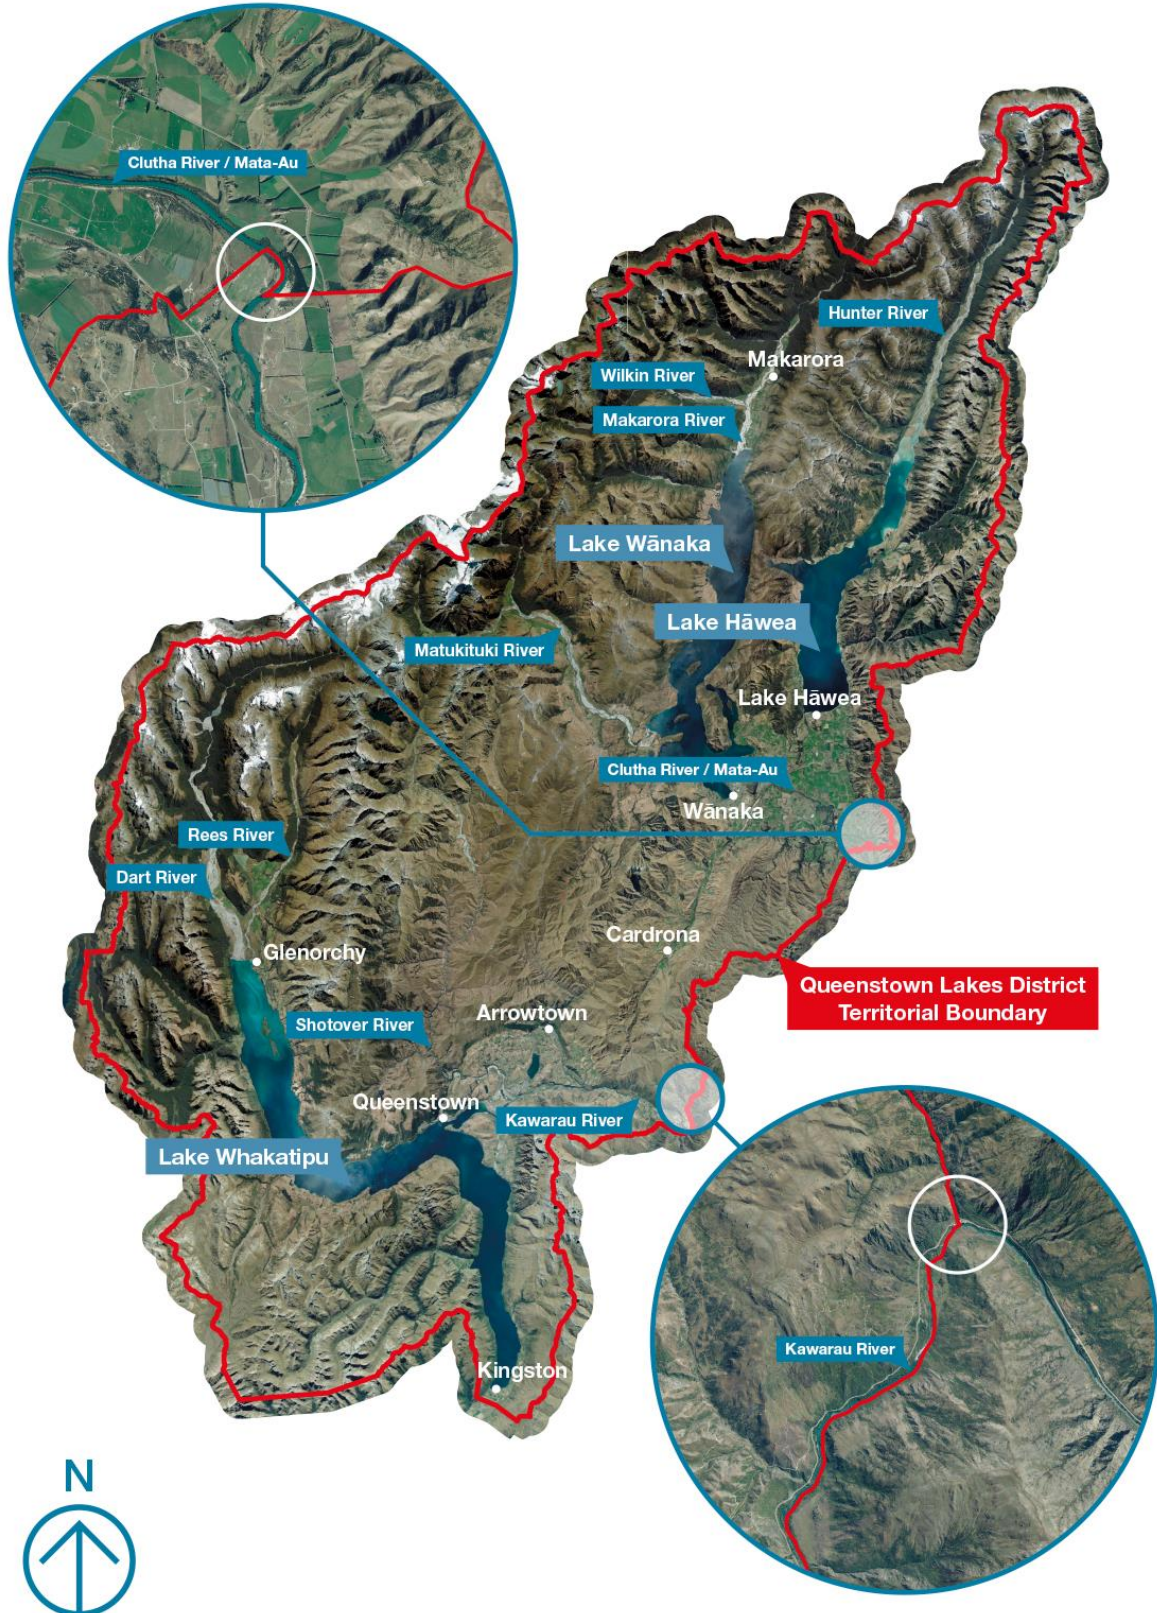 Clutha River / Mata-Au
Hunter River
Makarora
Wilkin River
Makarora River
Lake Wānaka
Lake Hāwea
Matukituki River
Lake Hāwea
Clutha River / Mata-Au
Wānaka
Rees River
Dart River
Cardrona
Glenorchy
Queenstown Lakes District
Territorial Boundary
Arrowtown
Shotover River
Queenstown
Kawarau River
Lake Whakatipu
Kawarau River
Kingston
N